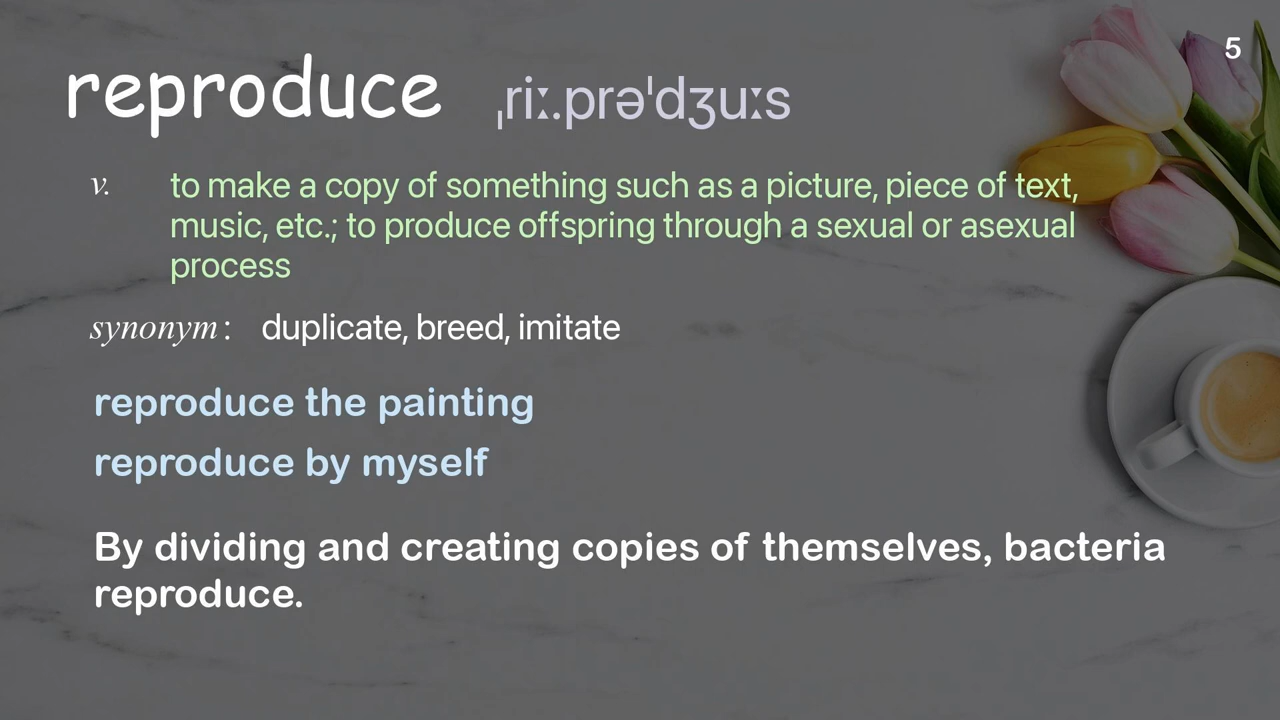 5
reproduce ˌriː.prəˈdʒuːs
v. to make a copy of something such as a picture, piece of text,
music, etc.; to produce offspring through a sexual or asexual
process
synonym: duplicate, breed, imitate
reproduce the painting
reproduce by myself
By dividing and creating copies of themselves, bacteria
reproduce.